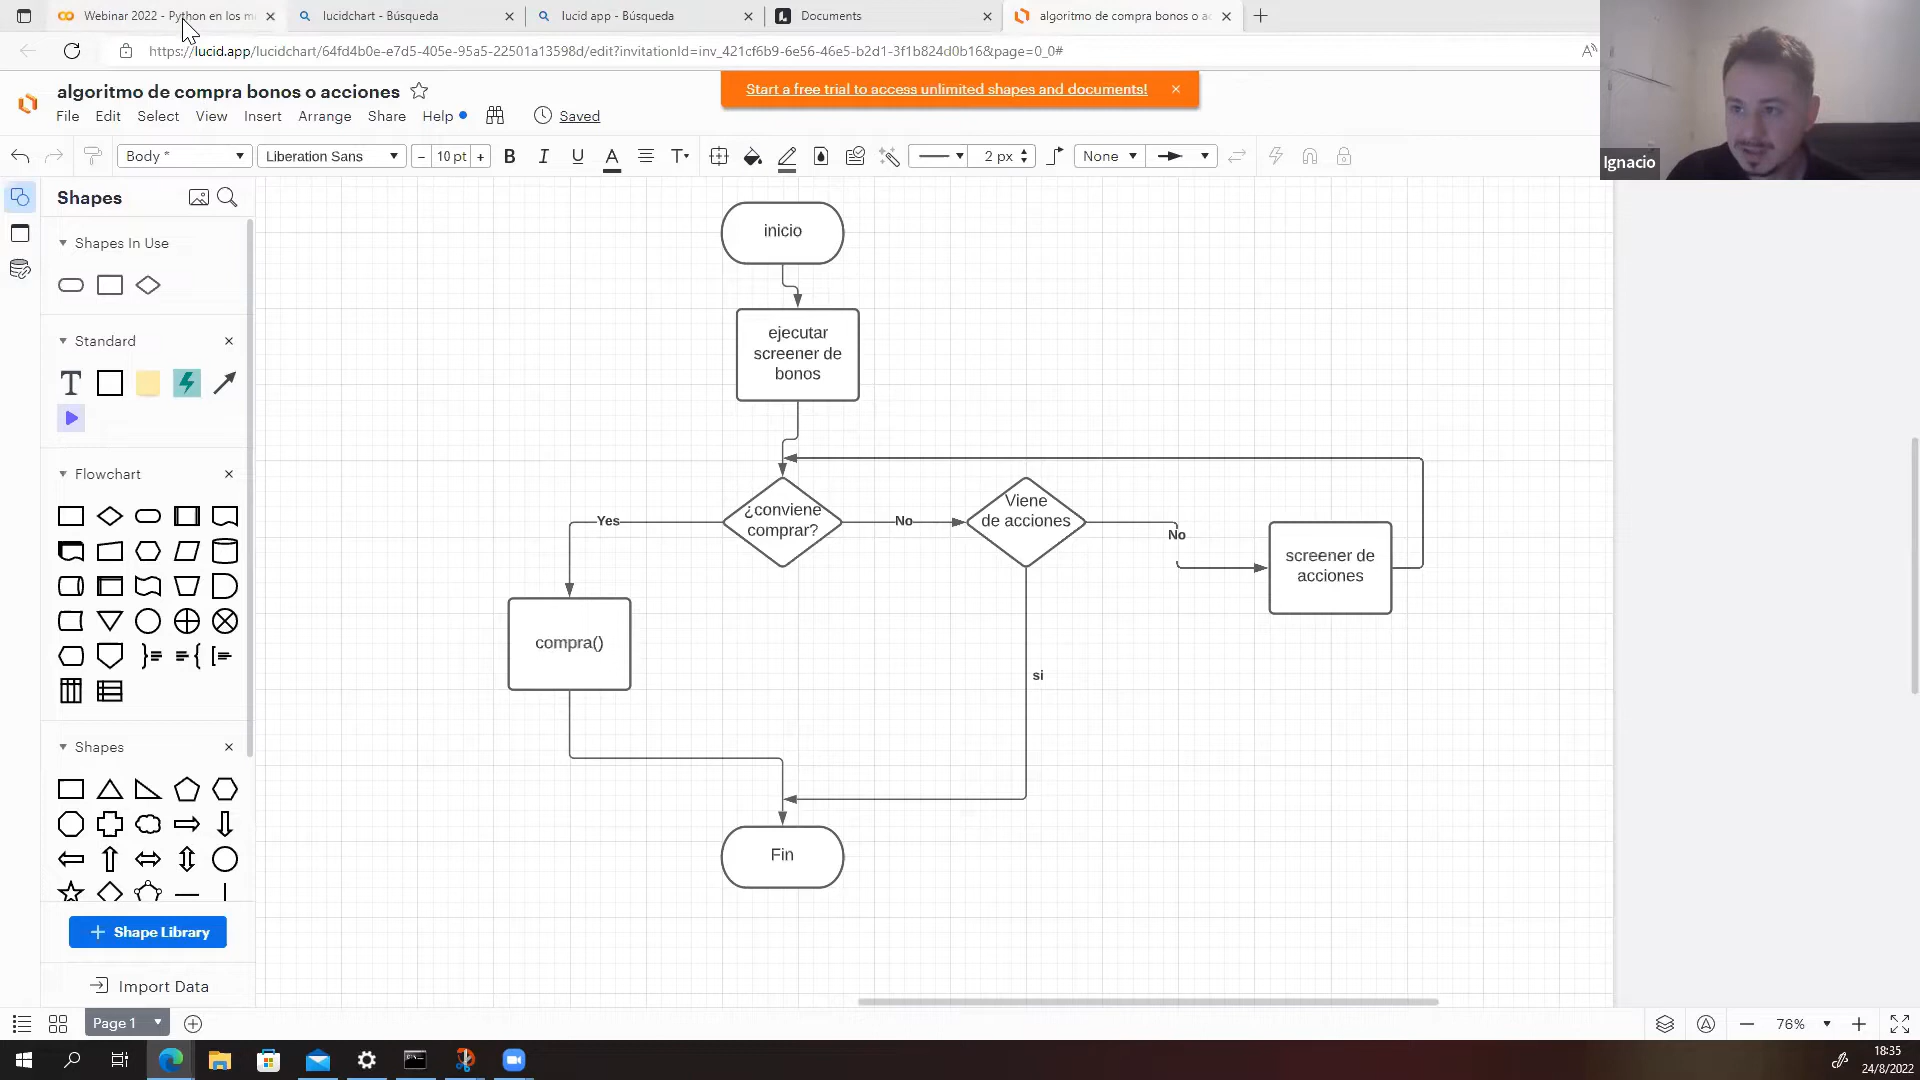 Webinar 2022 - Python en los m
lucidchart - Búsqueda
lucid app - Búsqueda
Documents
algoritmo de compra bonos o ac
https://lucid.app/lucidchart/64fd4b0e-e7d5-405e-95a5-22501a13598d/edit?invitationId=inv_421cf6b9-6e56-46e5-b2d1-3f1b824d0b16&page=0_0#
algoritmo de compra bonos o acciones
Start a free trial to access unlimited shapes and documents!
File Edit Select View Insert Arrange Share Help Saved
Body * Liberation Sans 10 pt B I U A T 2 px None
Ignacio
Shapes
Shapes In Use
Standard
T
Flowchart
Shapes
Shape Library
Import Data
inicio
ejecutar
screener de
bonos
¿conviene
comprar?
Yes
No
Viene
de acciones
No
screener de
acciones
compra()
si
Fin
Page 1
76%
18:35
24/8/2022